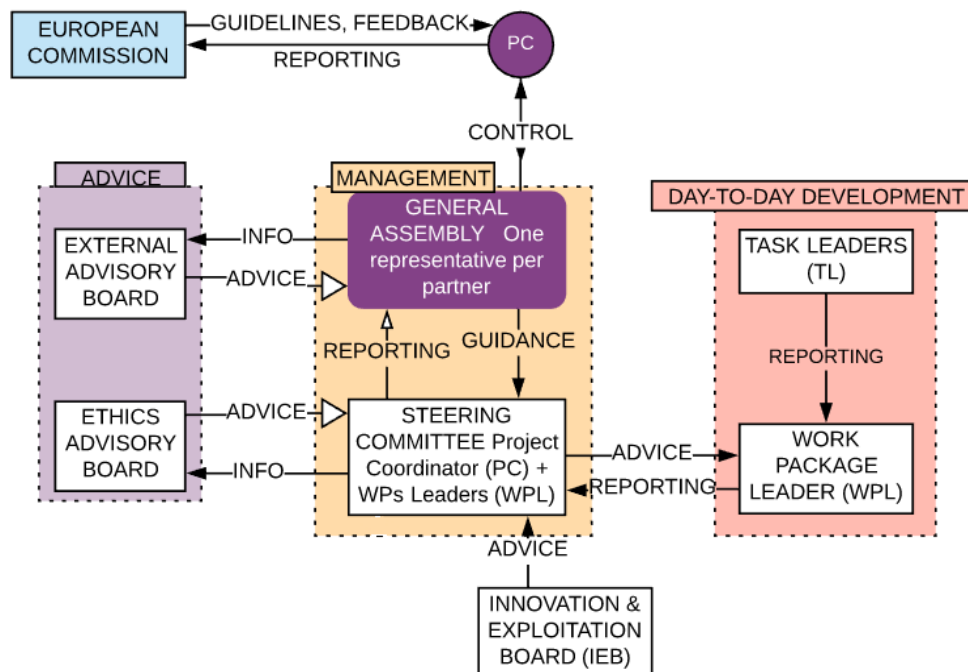 EUROPEAN
COMMISSION
GUIDELINES, FEEDBACK
REPORTING
PC
CONTROL
ADVICE
EXTERNAL
ADVISORY
BOARD
ETHICS
ADVISORY
BOARD
INFO
ADVICE
ADVICE
INFO
MANAGEMENT
GENERAL
ASSEMBLY One
representative per
partner
REPORTING
GUIDANCE
STEERING
COMMITTEE Project
Coordinator (PC) +
WPs Leaders (WPL)
ADVICE
REPORTING
ADVICE
INNOVATION &
EXPLOITATION
BOARD (IEB)
DAY-TO-DAY DEVELOPMENT
TASK LEADERS
(TL)
REPORTING
WORK
PACKAGE
LEADER (WPL)